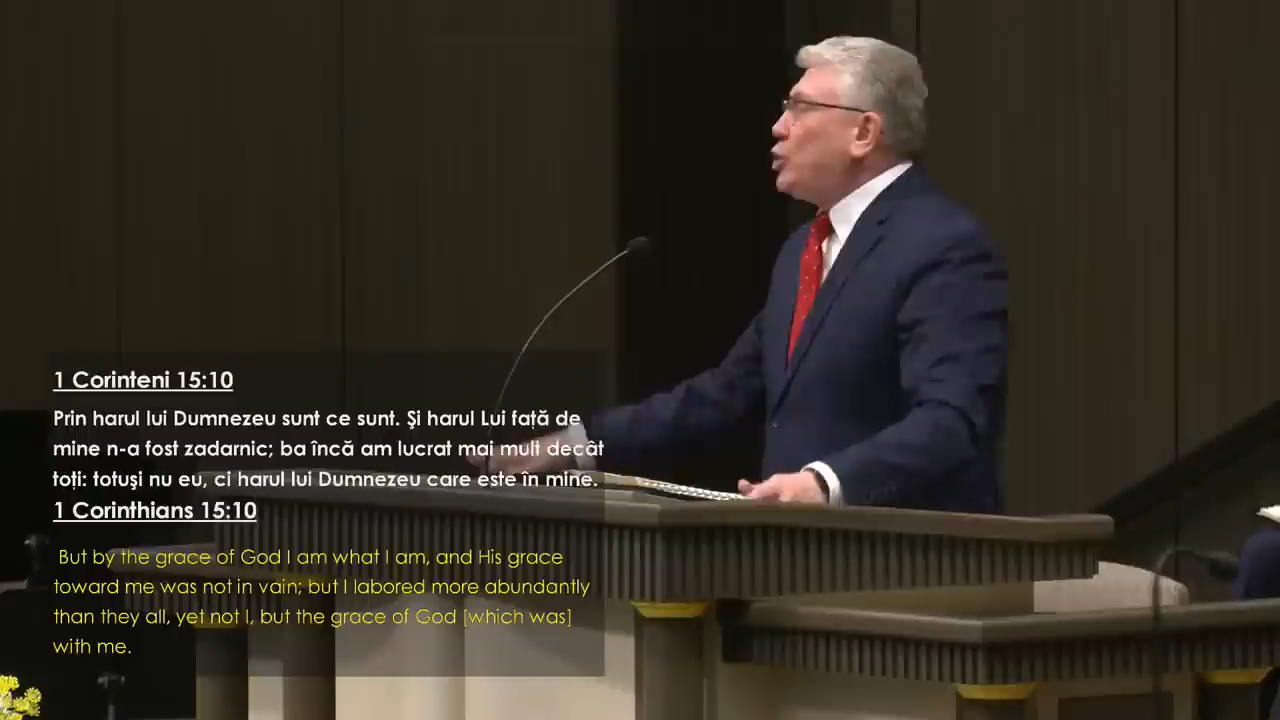 1 Corinteni 15:10
Prin harul lui Dumnezeu sunt ce sunt. Şi harul Lui faţă de
mine n-a fost zadarnic; ba încă am lucrat mai mult decât
toţi: totuşi nu eu, ci harul lui Dumnezeu care este în mine.
1 Corinthians 15:10
But by the grace of God I am what I am, and His grace
toward me was not in vain; but I labored more abundantly
than they all, yet not I, but the grace of God [which was]
with me.